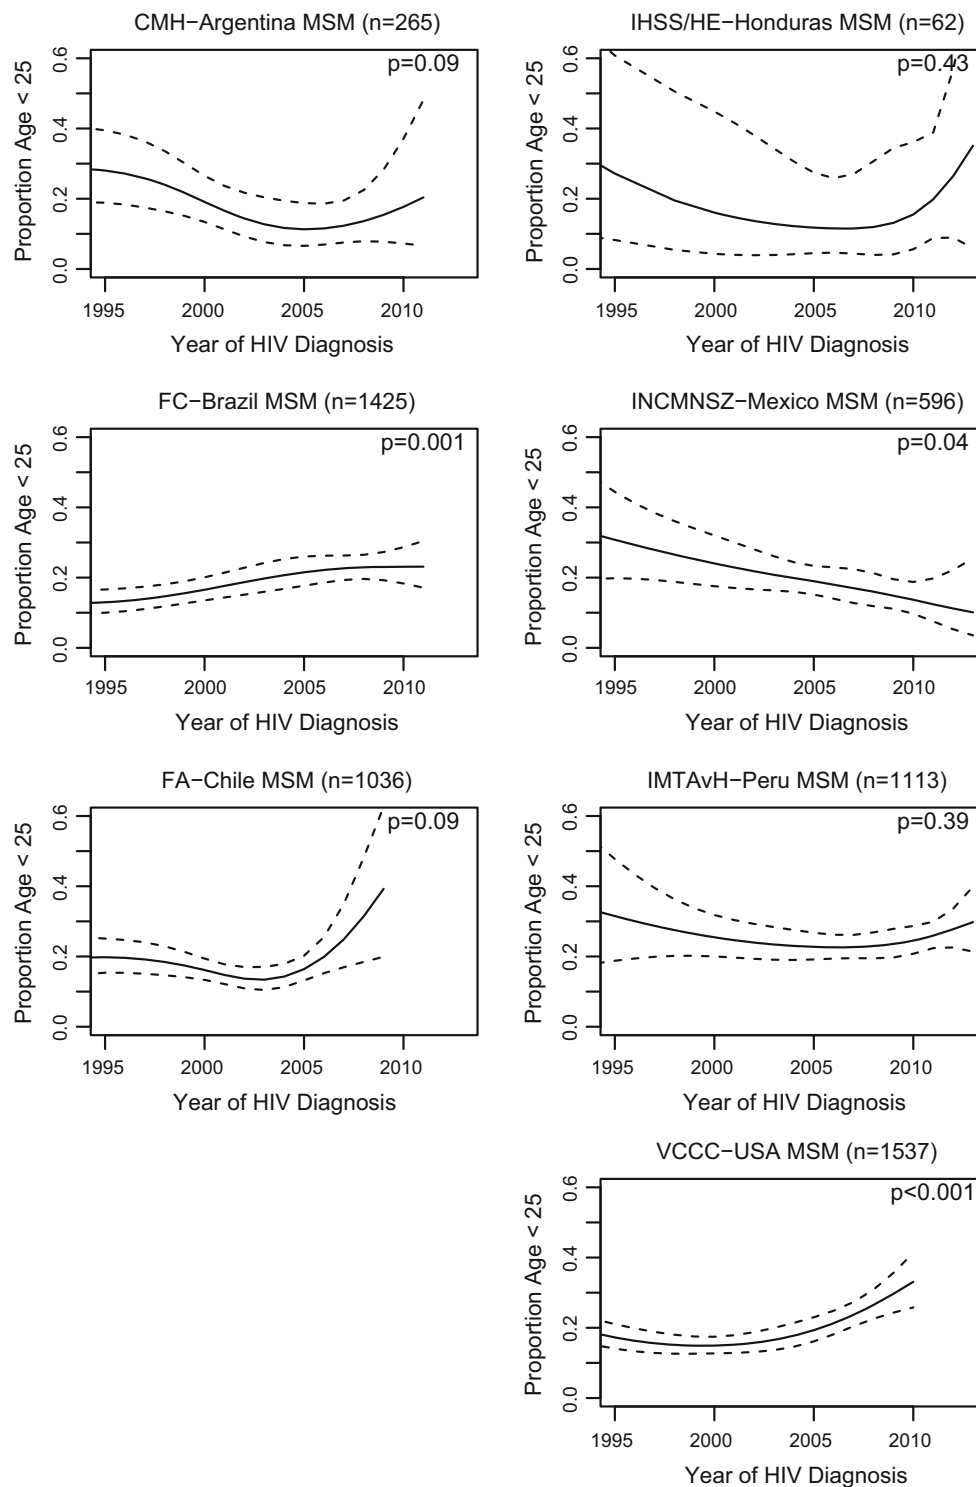 CMH−Argentina MSM (n=265)
p=0.09
Proportion Age < 25
0.0 0.2 0.4 0.6
1995 2000 2005 2010
Year of HIV Diagnosis
IHSS/HE−Honduras MSM (n=62)
p=0.43
Proportion Age < 25
0.0 0.2 0.4 0.6
1995 2000 2005 2010
Year of HIV Diagnosis
FC−Brazil MSM (n=1425)
p=0.001
Proportion Age < 25
0.0 0.2 0.4 0.6
1995 2000 2005 2010
Year of HIV Diagnosis
INCMNSZ−Mexico MSM (n=596)
p=0.04
Proportion Age < 25
0.0 0.2 0.4 0.6
1995 2000 2005 2010
Year of HIV Diagnosis
FA−Chile MSM (n=1036)
p=0.09
Proportion Age < 25
0.0 0.2 0.4 0.6
1995 2000 2005 2010
Year of HIV Diagnosis
IMTAvH−Peru MSM (n=1113)
p=0.39
Proportion Age < 25
0.0 0.2 0.4 0.6
1995 2000 2005 2010
Year of HIV Diagnosis
VCCC−USA MSM (n=1537)
p<0.001
Proportion Age < 25
0.0 0.2 0.4 0.6
1995 2000 2005 2010
Year of HIV Diagnosis